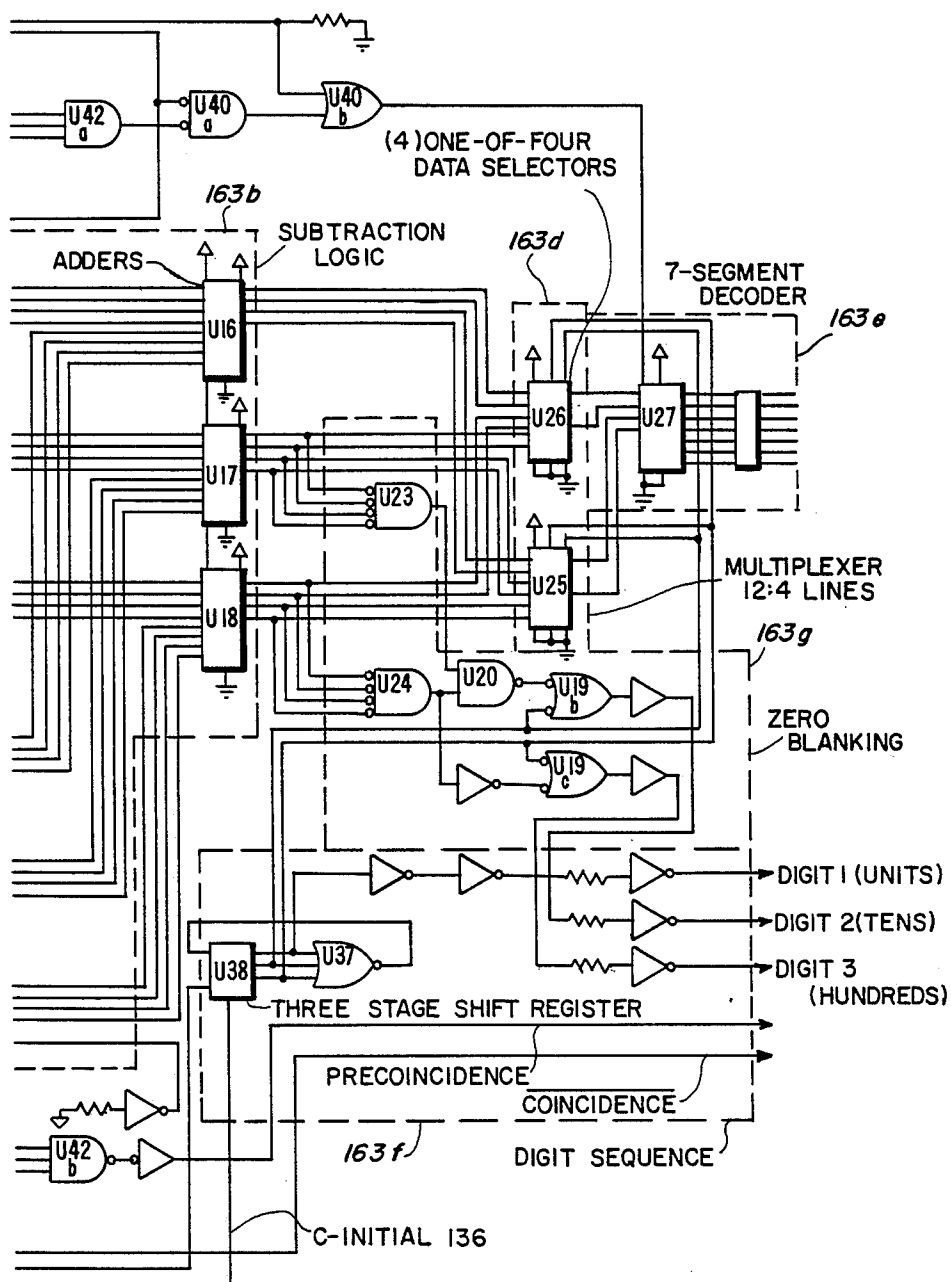 U42
a
U40
a
U40
b
(4) ONE-OF-FOUR
DATA SELECTORS
163b
SUBTRACTION
LOGIC
ADDERS
163d
7-SEGMENT
DECODER
163e
U16
U26
U27
U17
U23
U25
MULTIPLEXER
12:4 LINES
U18
163g
U24
U20
U19
b
ZERO
BLANKING
U19
c
DIGIT 1 (UNITS)
DIGIT 2 (TENS)
U38
U37
DIGIT 3
(HUNDREDS)
THREE STAGE SHIFT REGISTER
PRECOINCIDENCE
COINCIDENCE
U42
b
163f
DIGIT SEQUENCE
C-INITIAL 136